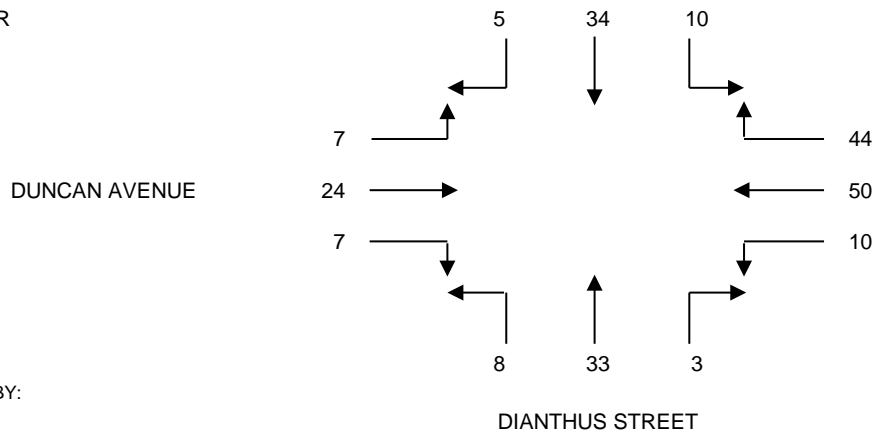 R 5 34 10
7 44
DUNCAN AVENUE 24 50
7 10
8 33 3
BY:
DIANTHUS STREET